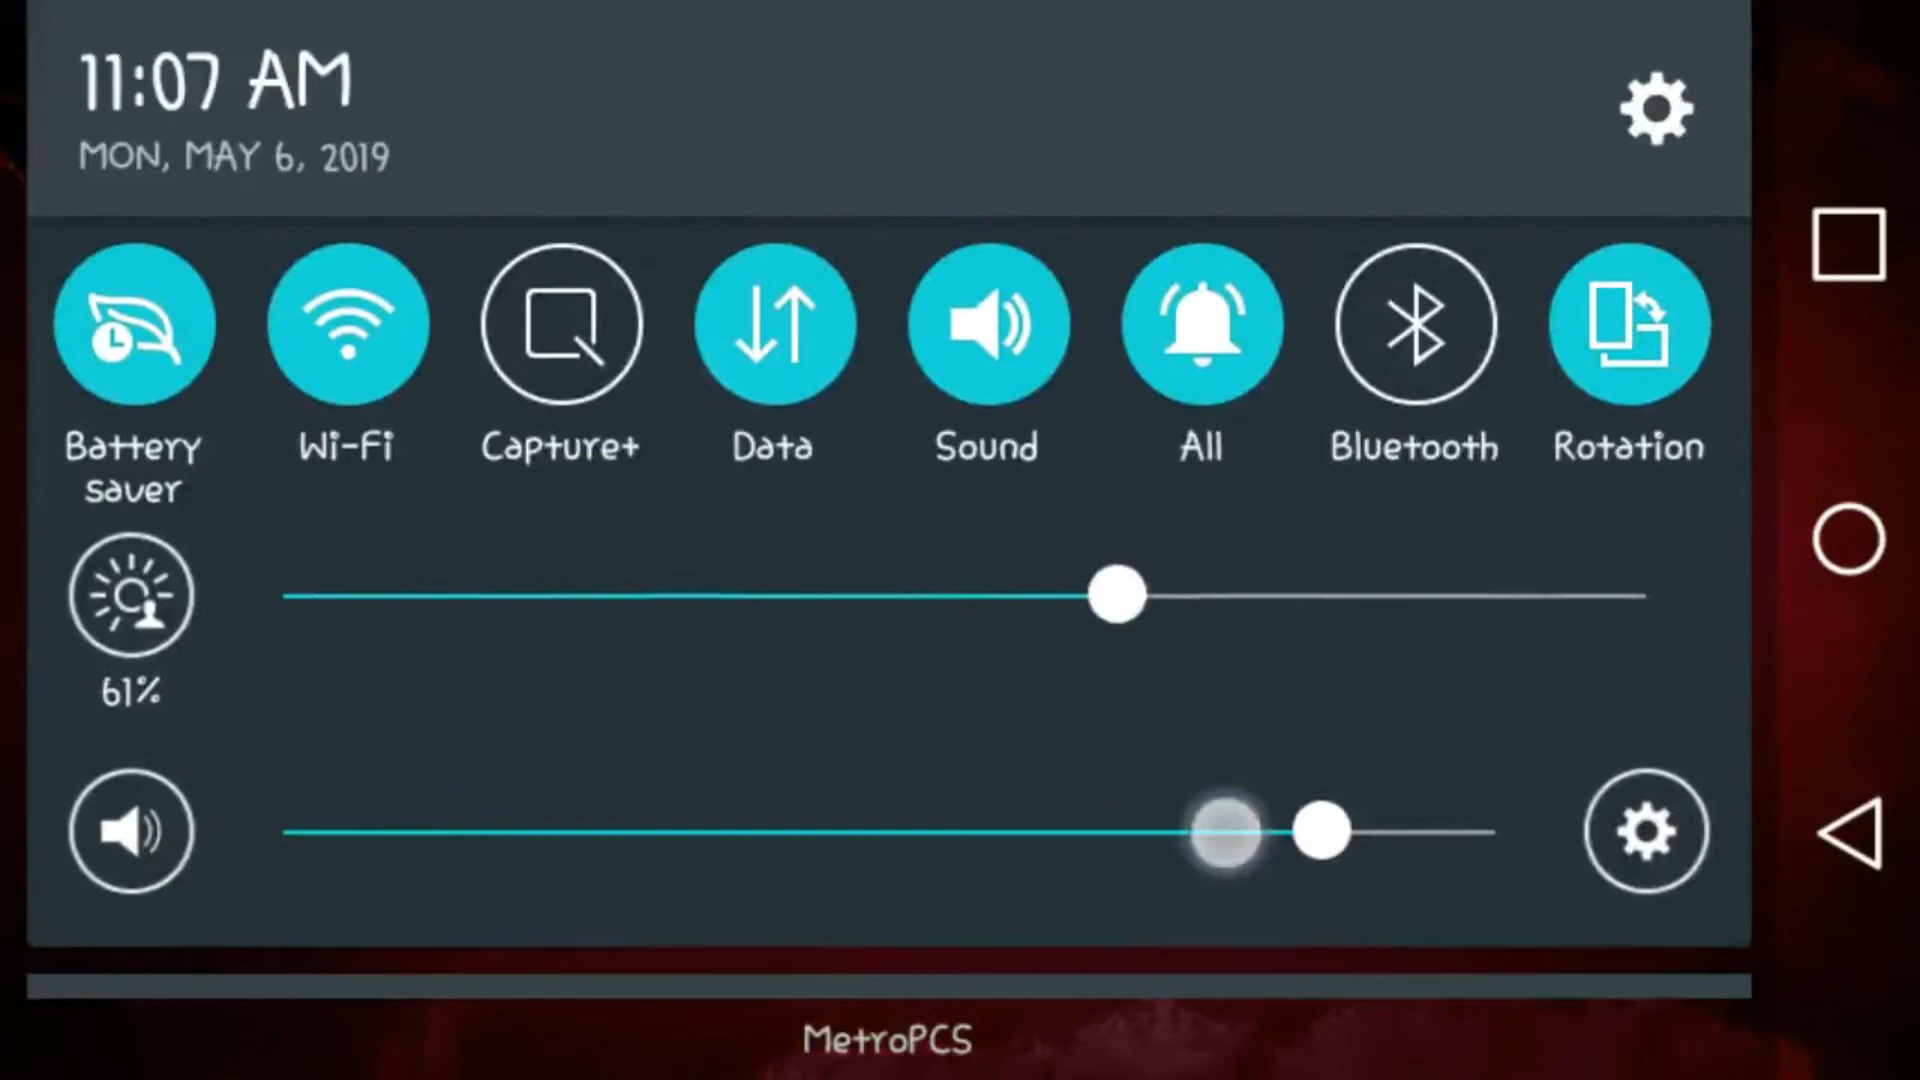 11:07 AM
MON, MAY 6, 2019
Battery saver
Wi-Fi
Capture+
Data
Sound
All
Bluetooth
Rotation
61%
MetroPCS